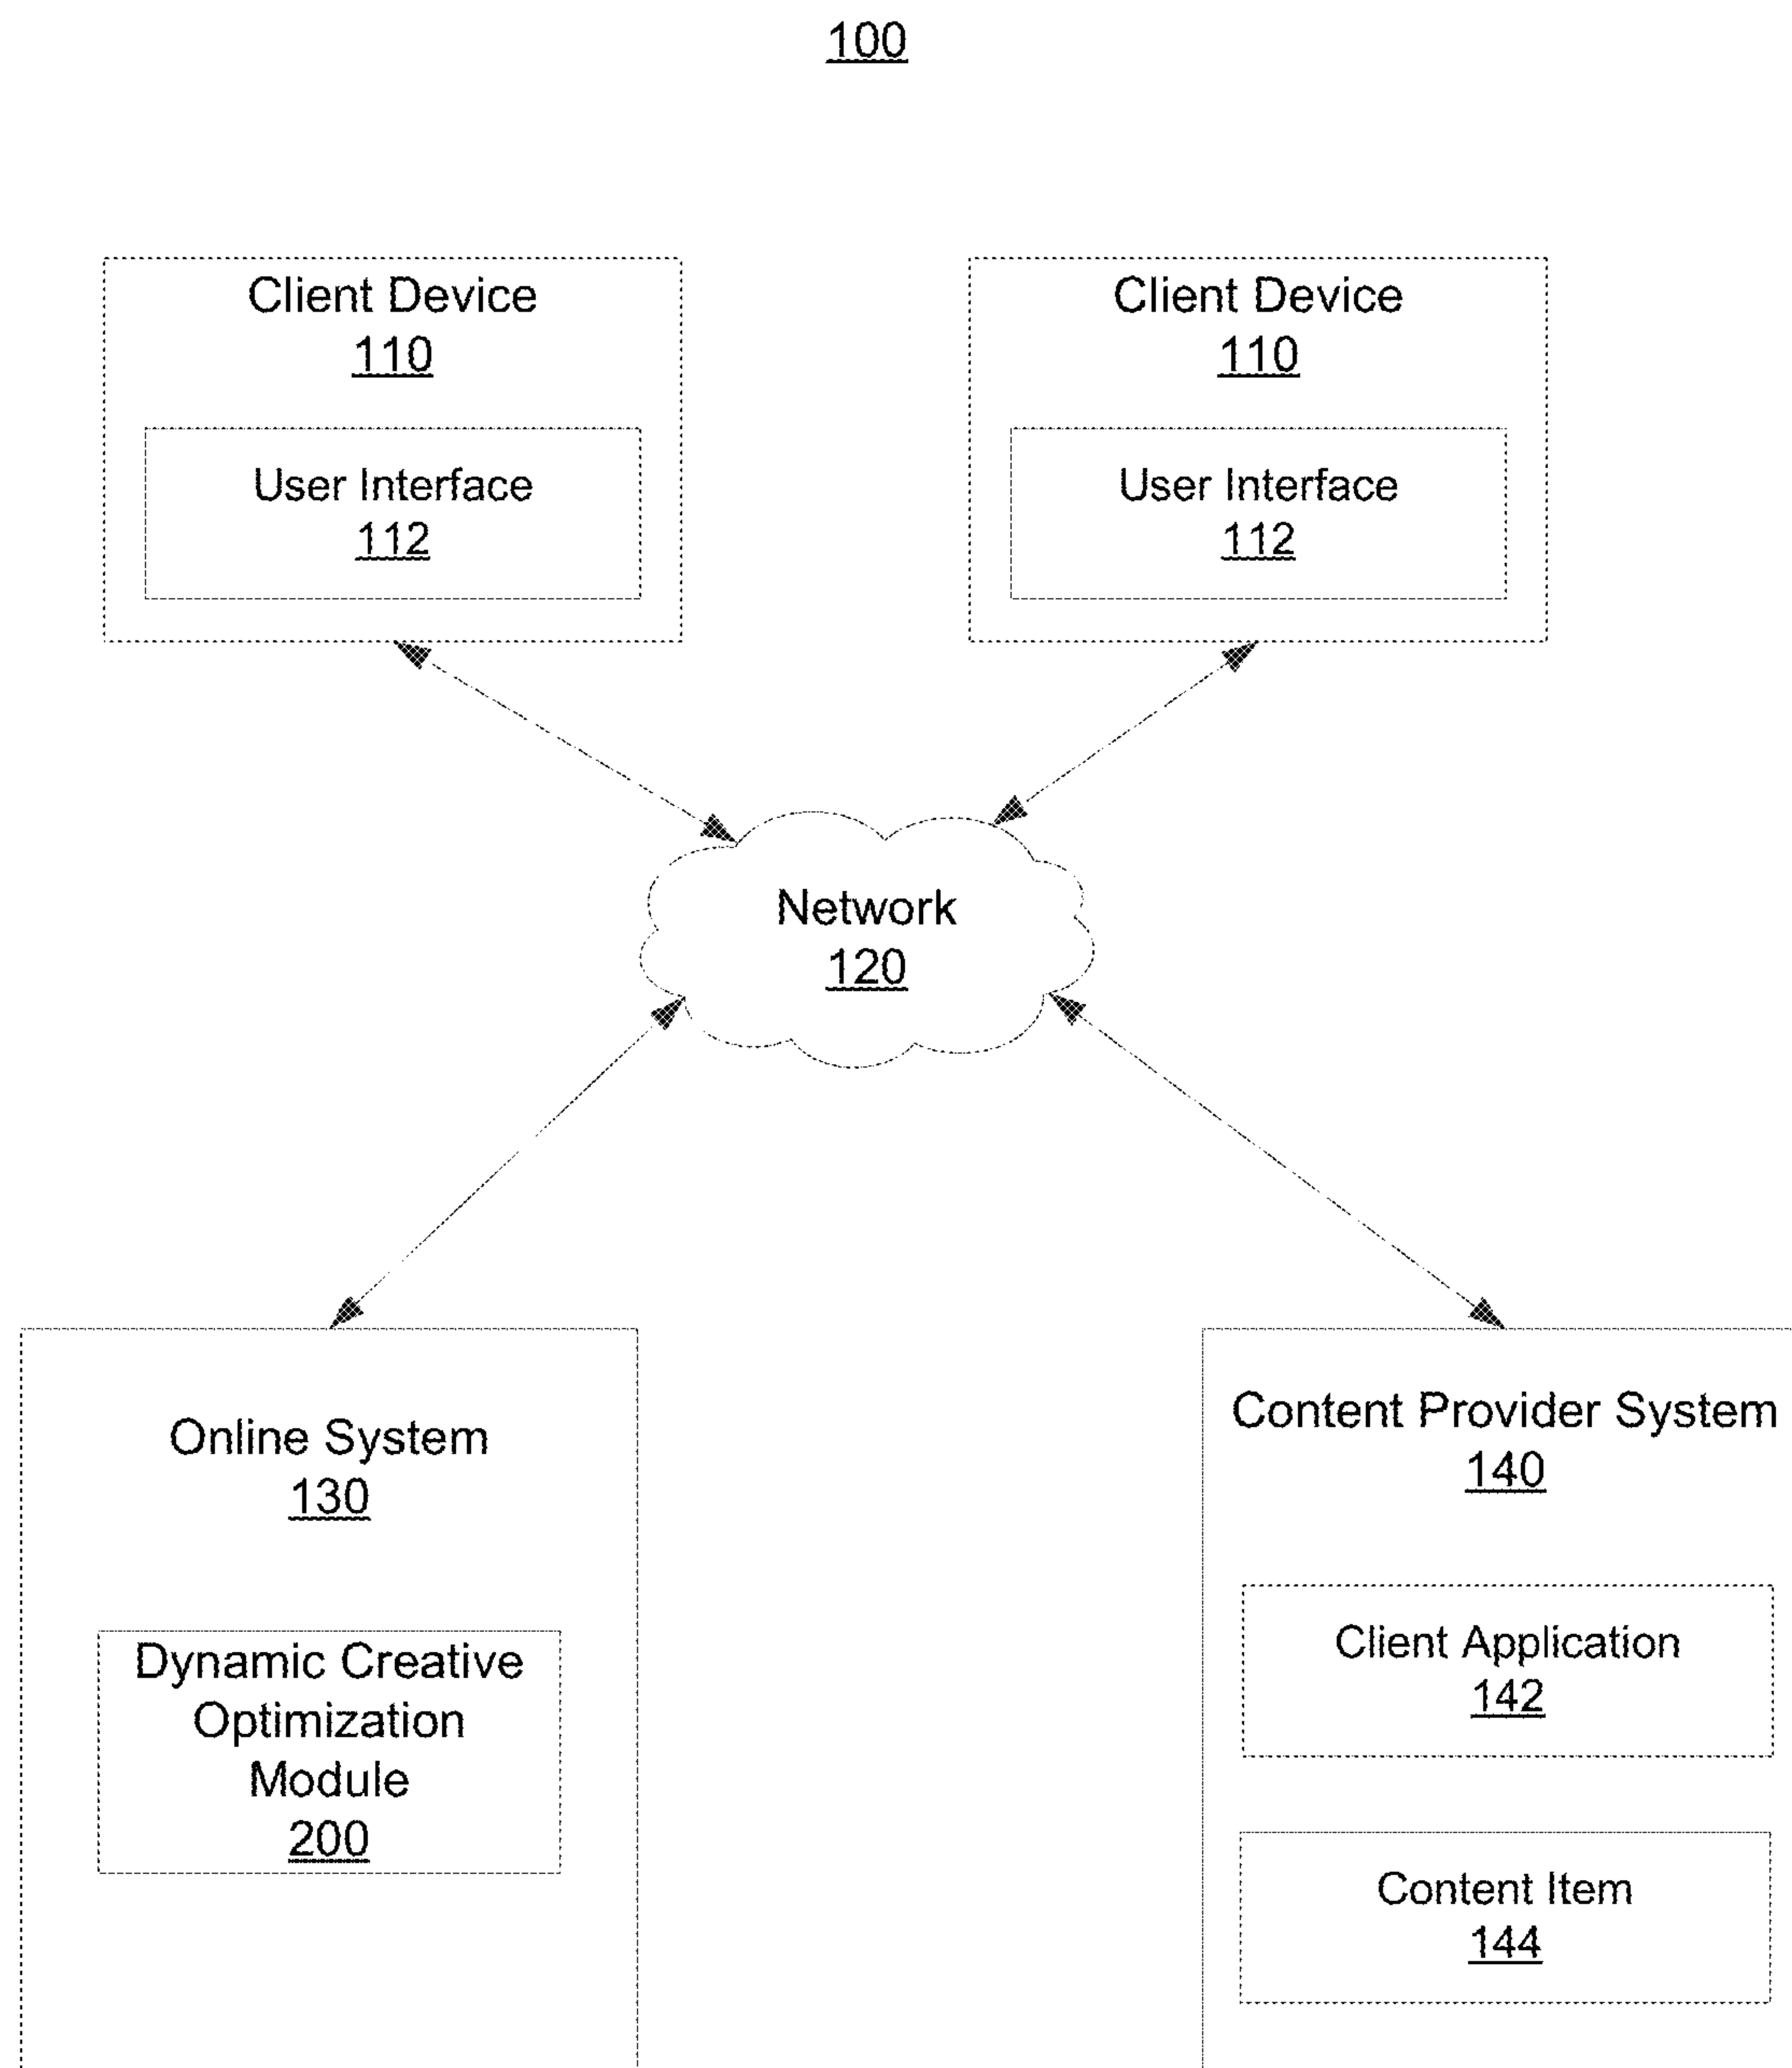 100
Client Device
110
User Interface
112
Client Device
110
User Interface
112
Network
120
Online System
130
Dynamic Creative
Optimization
Module
200
Content Provider System
140
Client Application
142
Content Item
144